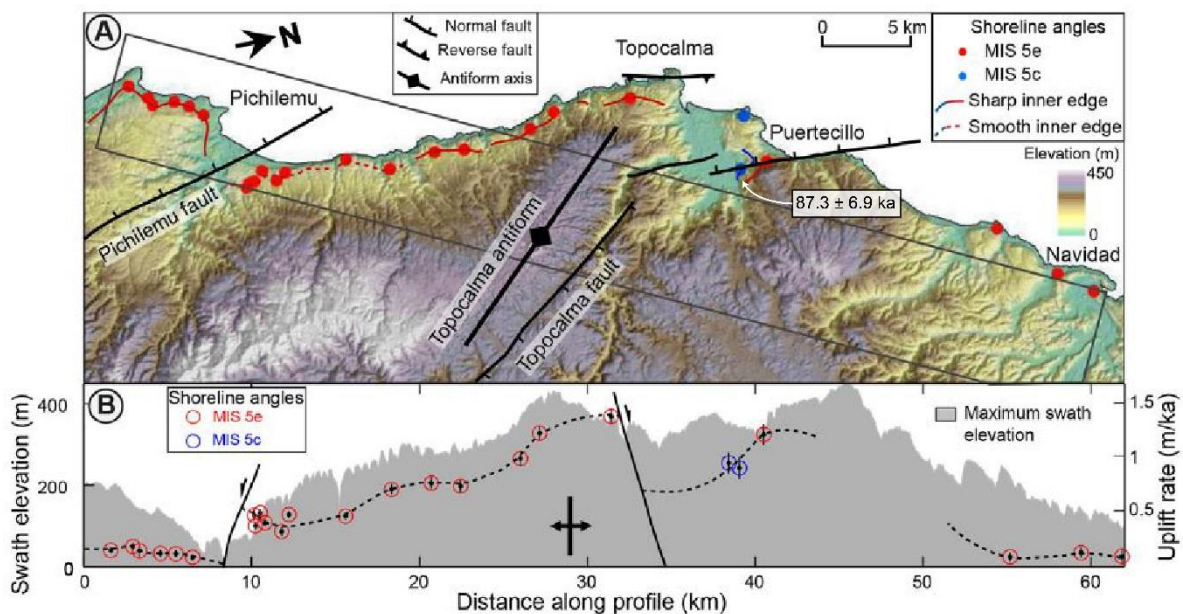 A
N
Normal fault
Reverse fault
Antiform axis
Topocalma
0 5 km
Shoreline angles
MIS 5e
MIS 5c
Sharp inner edge
Smooth inner edge
Elevation (m)
450
0
Pichilemu
Puertecillo
87.3 ± 6.9 ka
Pichilemu fault
Topocalma antiform
Topocalma fault
Navidad
B
Shoreline angles
MIS 5e
MIS 5c
Maximum swath
elevation
Swath elevation (m)
400
200
0
Uplift rate (m/ka)
1.5
1
0.5
0 10 20 30 40 50 60
Distance along profile (km)